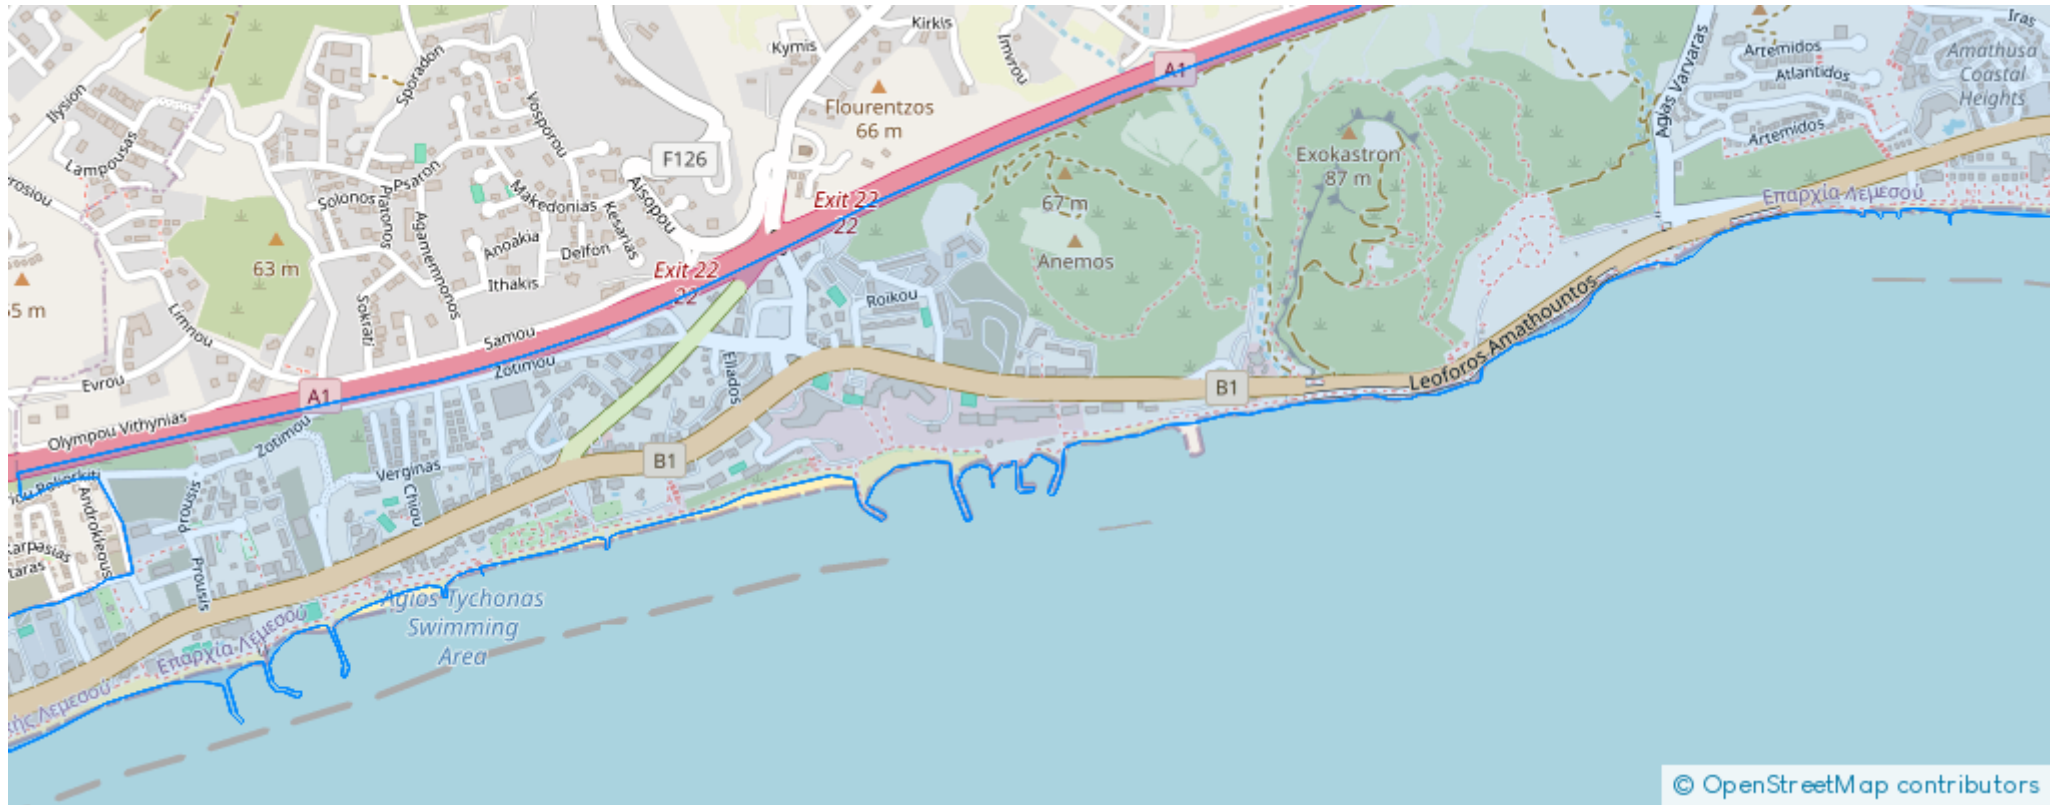 Kirkis
Kymis
Imvrou
Iras
Artemidos
Amathusa
Coastal
Heights
Atlantidos
Artemidos
Agias Varvaras
A1
Ilysion
Sporadon
Vosporou
Flourentzos
66 m
F126
Lampousas
Exokastron
87 m
Psaron
Platonos
Solonos
Makedonias
Aisopou
Kesarias
Agamemnonos
Anoakia
Delfon
Ithakis
Exit 22
22
67 m
Anemos
Επαρχία Λεμεσού
63 m
Exit 22
22
Limnou
Sokrati
Samou
Roikou
Zotimou
Ellados
Leoforos Amathountos
B1
Evrou
A1
Olympou Vithynias
Zotimou
Verginas
Chiou
B1
Androkleous
Prousis
Prousis
Agios Tychonas
Swimming
Area
Επαρχία Λεμεσού
© OpenStreetMap contributors